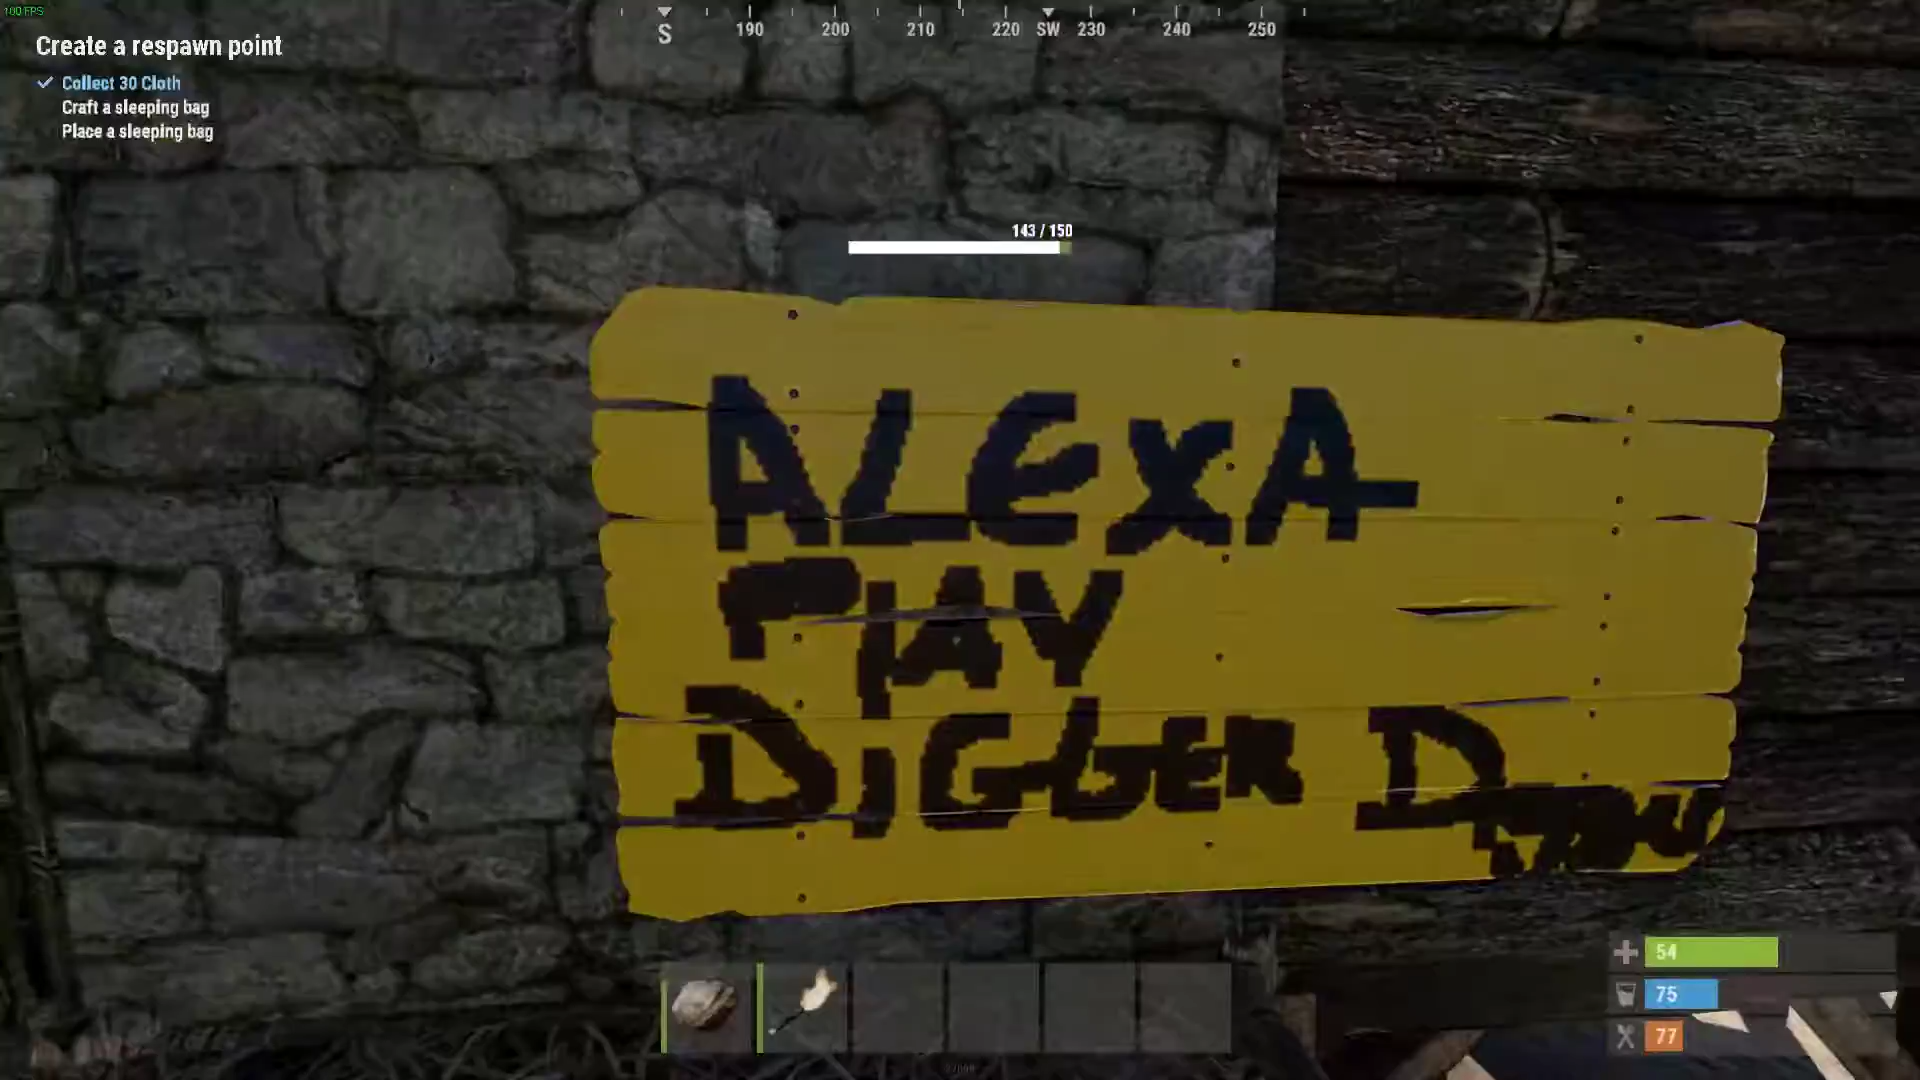 100 FPS
S 190 200 210 220 SW 230 240 250
Create a respawn point
Collect 30 Cloth
Craft a sleeping bag
Place a sleeping bag
143 / 150
ALEXA
PLAY
DIGGER D
54
75
77